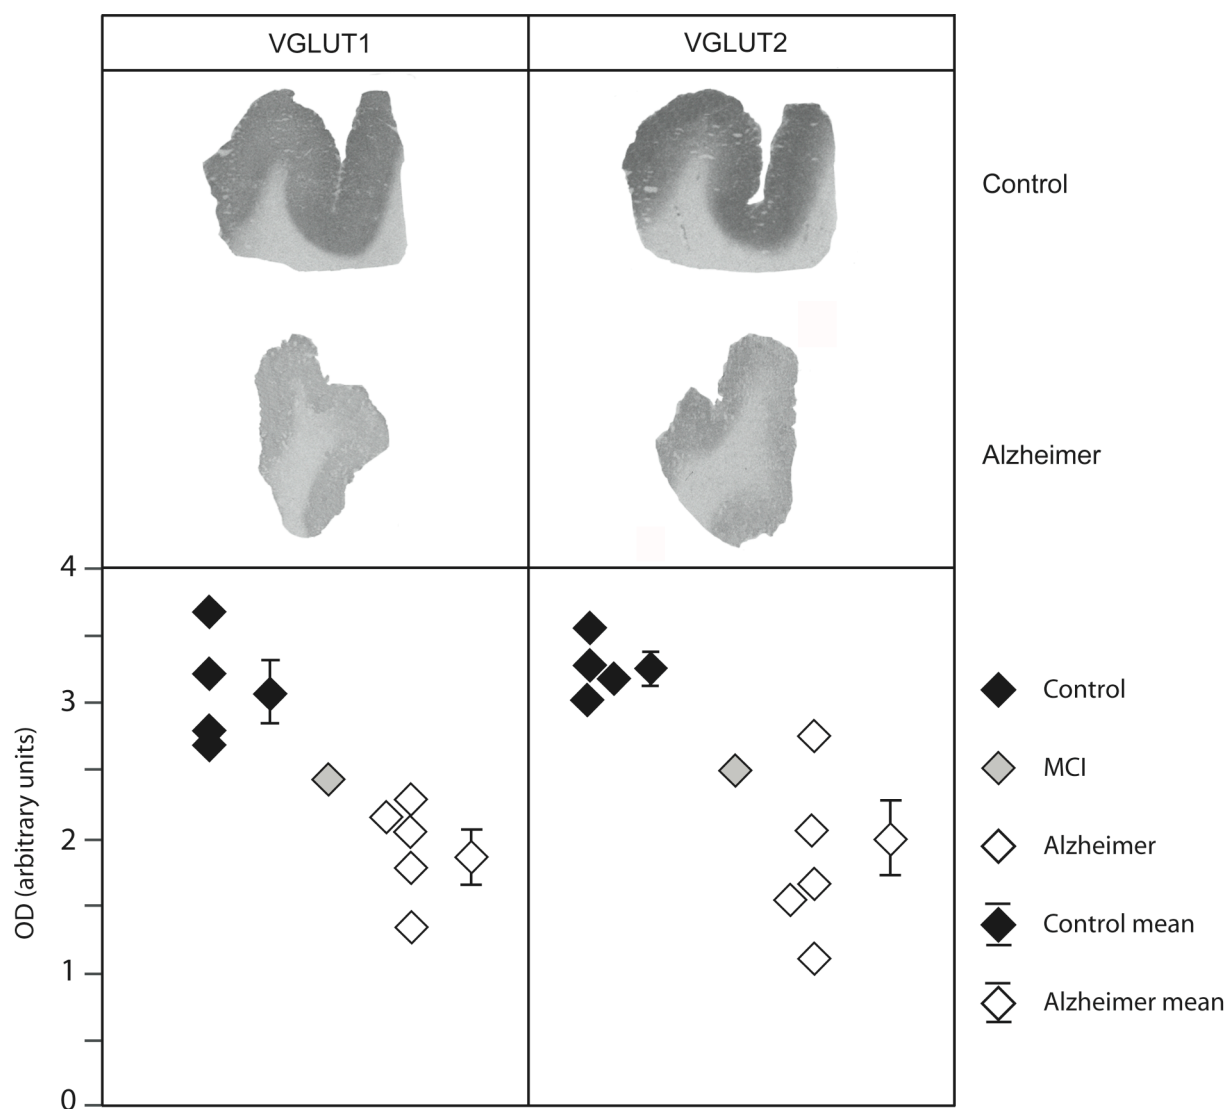 VGLUT1
VGLUT2
Control
Alzheimer
4
3
2
1
0
OD (arbitrary units)
Control
MCI
Alzheimer
Control mean
Alzheimer mean